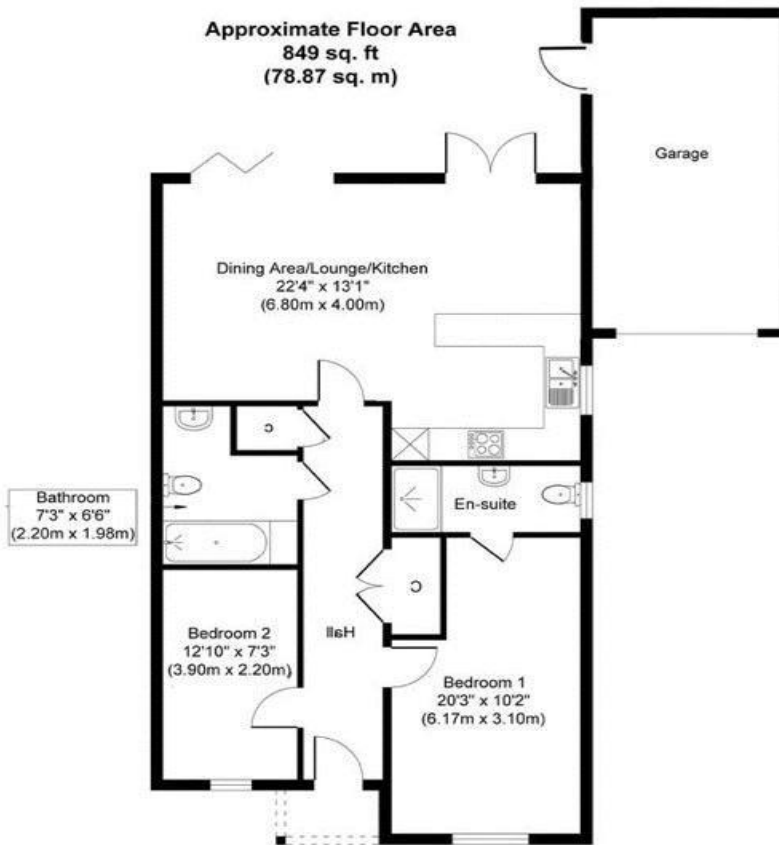 Approximate Floor Area
849 sq. ft
(78.87 sq. m)
Garage
Dining Area/Lounge/Kitchen
22'4" x 13'1"
(6.80m x 4.00m)
C
Bathroom
7'3" x 6'6"
(2.20m x 1.98m)
En-suite
C
Hall
Bedroom 2
12'10" x 7'3"
(3.90m x 2.20m)
Bedroom 1
20'3" x 10'2"
(6.17m x 3.10m)